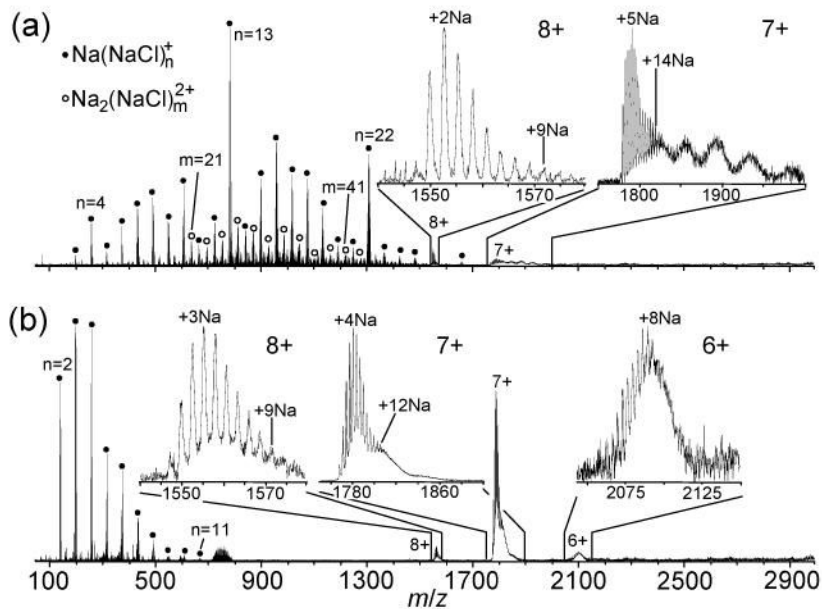 (a)
• Na(NaCl)ₙ⁺
○ Na₂(NaCl)ₘ²⁺
n=4
m=21
n=13
m=41
n=22
+2Na
8+
+9Na
1550 1570
+5Na
7+
+14Na
1800 1900
8+
7+
(b)
n=2
n=11
+3Na
8+
+9Na
1550 1570
+4Na
7+
+12Na
1780 1860
+8Na
6+
2075 2125
8+
7+
6+
100 500 900 1300 1700 2100 2500 2900
m/z